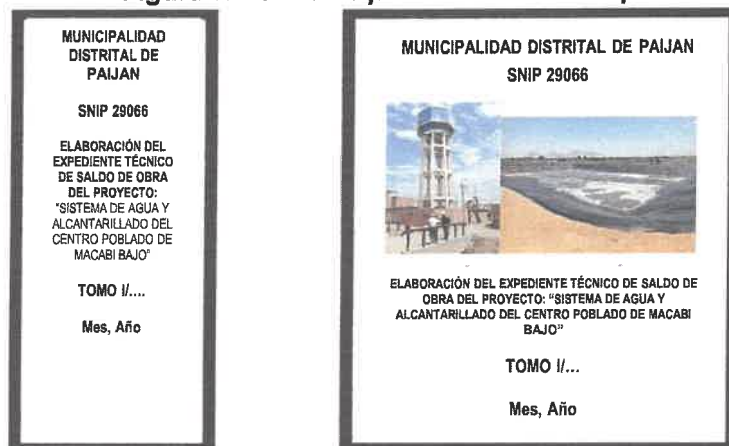 MUNICIPALIDAD
DISTRITAL DE
PAIJAN
SNIP 29066
ELABORACIÓN DEL
EXPEDIENTE TÉCNICO
DE SALDO DE OBRA
DEL PROYECTO:
"SISTEMA DE AGUA Y
ALCANTARILLADO DEL
CENTRO POBLADO DE
MACABI BAJO"
TOMO I/....
Mes, Año
MUNICIPALIDAD DISTRITAL DE PAIJAN
SNIP 29066
ELABORACIÓN DEL EXPEDIENTE TÉCNICO DE SALDO DE
OBRA DEL PROYECTO: "SISTEMA DE AGUA Y
ALCANTARILLADO DEL CENTRO POBLADO DE MACABI
BAJO"
TOMO I/...
Mes, Año